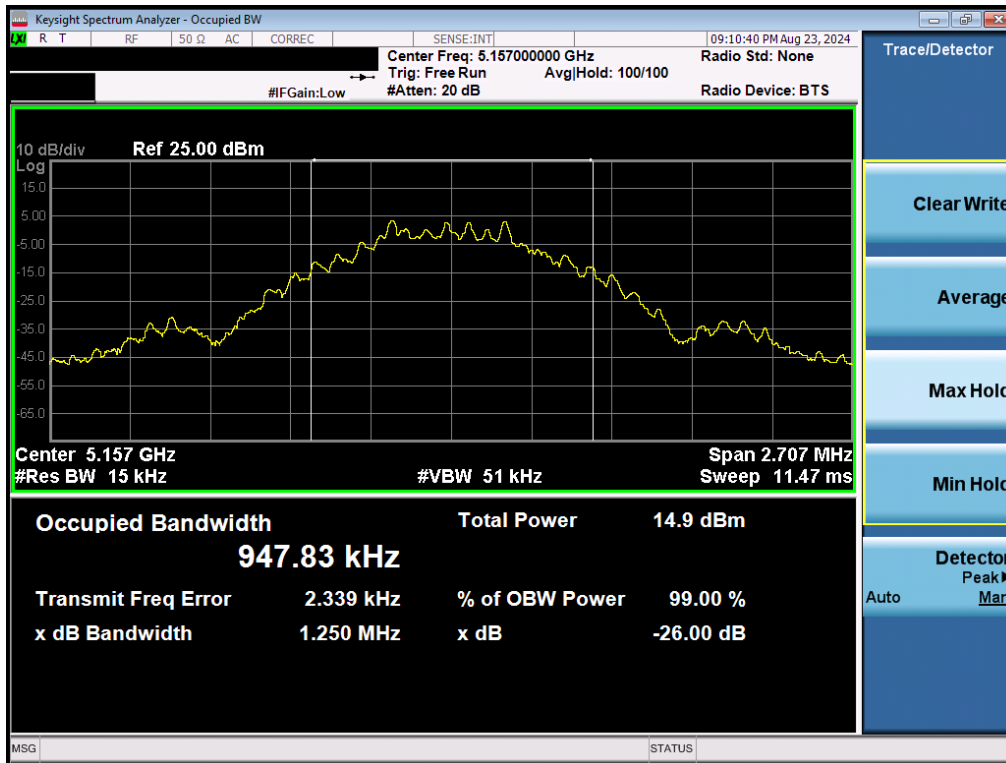 Keysight Spectrum Analyzer - Occupied BW
LXI R T RF 50 Ω AC CORREC SENSE:INT 09:10:40 PM Aug 23, 2024
Center Freq: 5.157000000 GHz Radio Std: None
Trig: Free Run Avg|Hold: 100/100
#IFGain:Low #Atten: 20 dB Radio Device: BTS
10 dB/div Ref 25.00 dBm
Log
15.0
5.00
-5.00
-15.0
-25.0
-35.0
-45.0
-55.0
-65.0
Center 5.157 GHz Span 2.707 MHz
#Res BW 15 kHz #VBW 51 kHz Sweep 11.47 ms
Occupied Bandwidth Total Power 14.9 dBm
947.83 kHz
Transmit Freq Error 2.339 kHz % of OBW Power 99.00 %
x dB Bandwidth 1.250 MHz x dB -26.00 dB
MSG STATUS
Trace/Detector
Clear Write
Average
Max Hold
Min Hold
Detector
Peak▶
Auto Man